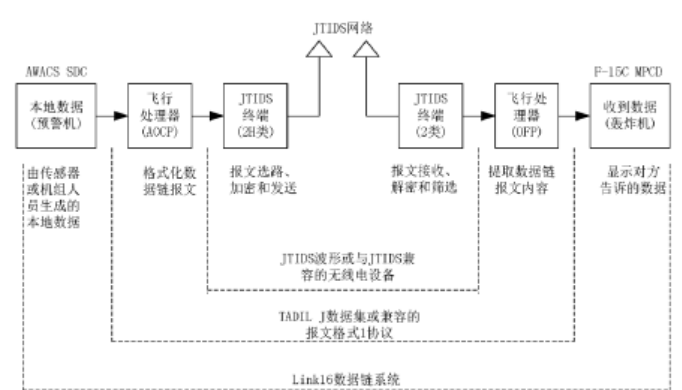 JTIDS网络
AWACS SDC
F-15C MPCD
本地数据
(预警机)
飞行
处理器
(AOCP)
JTIDS
终端
(2H类)
JTIDS
终端
(2类)
飞行处
理器
(OFP)
收到数据
(轰炸机)
由传感器
或机组人
员生成的
本地数据
格式化数
据链报文
报文选路、
加密和发送
报文接收、
解密和筛选
提取数据链
报文内容
显示对方
告诉的数据
JTIDS波形或与JTIDS兼
容的无线电设备
TADIL J数据集或兼容的
报文格式1协议
Link16数据链系统